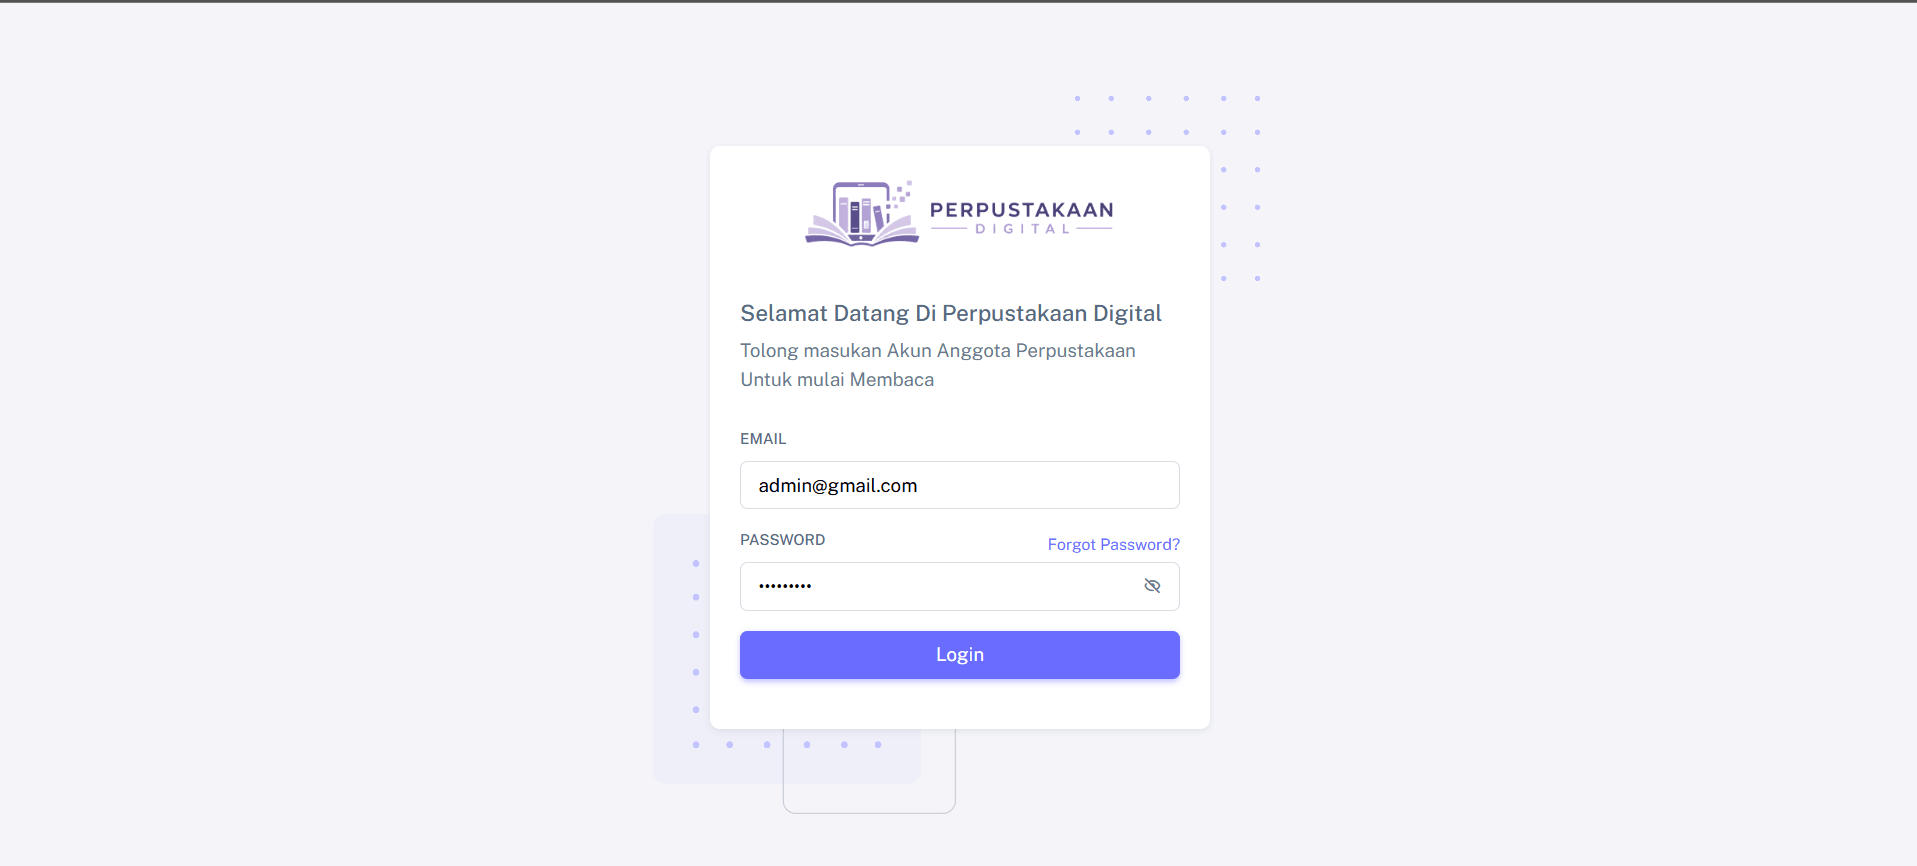 PERPUSTAKAAN
DIGITAL
Selamat Datang Di Perpustakaan Digital
Tolong masukan Akun Anggota Perpustakaan
Untuk mulai Membaca
EMAIL
admin@gmail.com
PASSWORD
Forgot Password?
•••••••••
Login